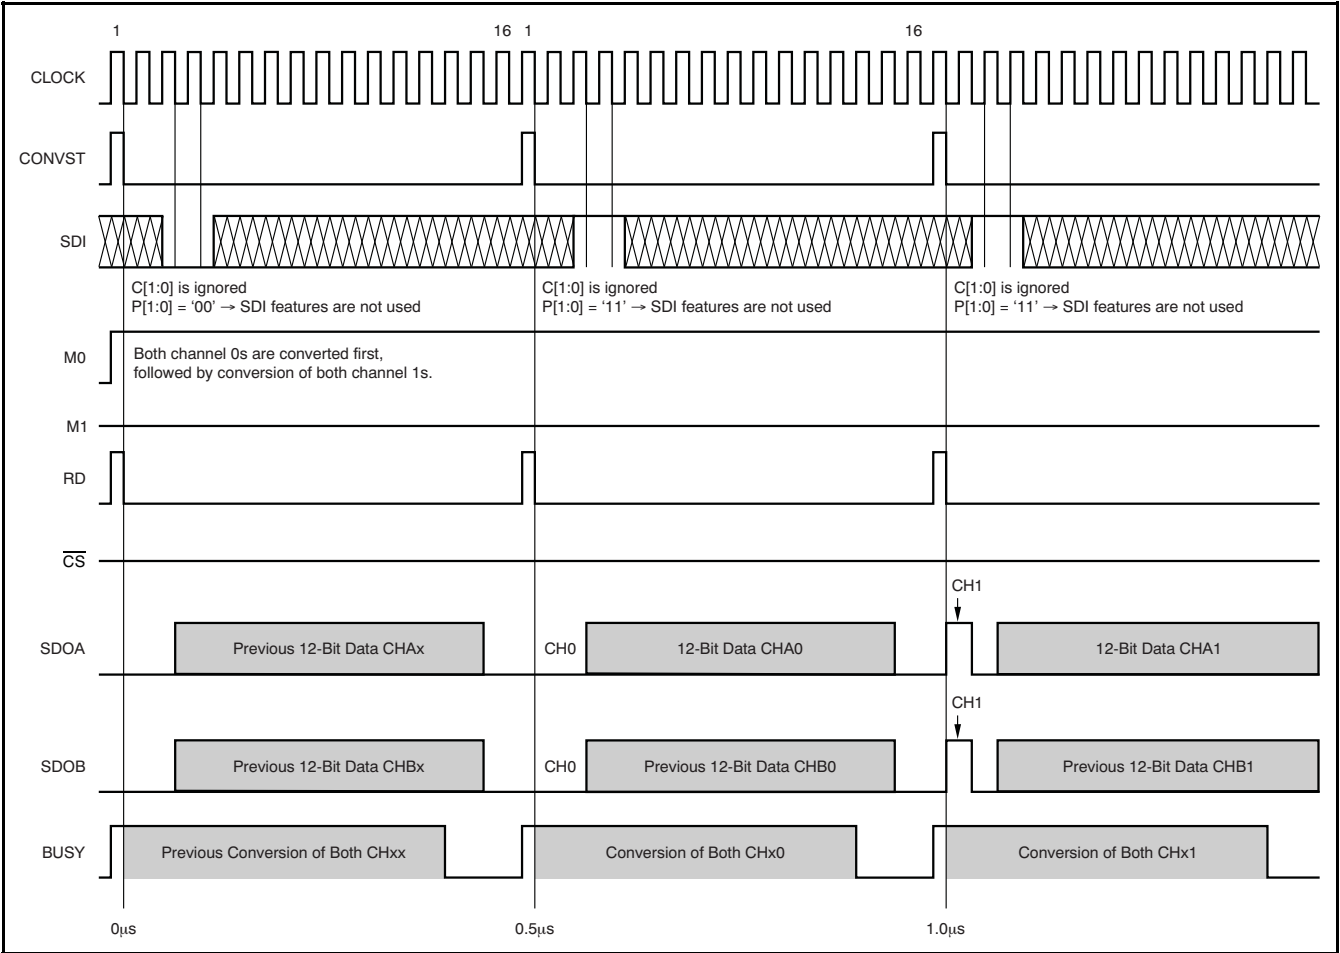 1
16 1
16
CLOCK
CONVST
SDI
C[1:0] is ignored
P[1:0] = ‘00’ → SDI features are not used
C[1:0] is ignored
P[1:0] = ‘11’ → SDI features are not used
C[1:0] is ignored
P[1:0] = ‘11’ → SDI features are not used
M0
Both channel 0s are converted first,
followed by conversion of both channel 1s.
M1
RD
CS
CH1
SDOA
Previous 12-Bit Data CHAx
CH0
12-Bit Data CHA0
12-Bit Data CHA1
CH1
SDOB
Previous 12-Bit Data CHBx
CH0
Previous 12-Bit Data CHB0
Previous 12-Bit Data CHB1
BUSY
Previous Conversion of Both CHxx
Conversion of Both CHx0
Conversion of Both CHx1
0μs
0.5μs
1.0μs